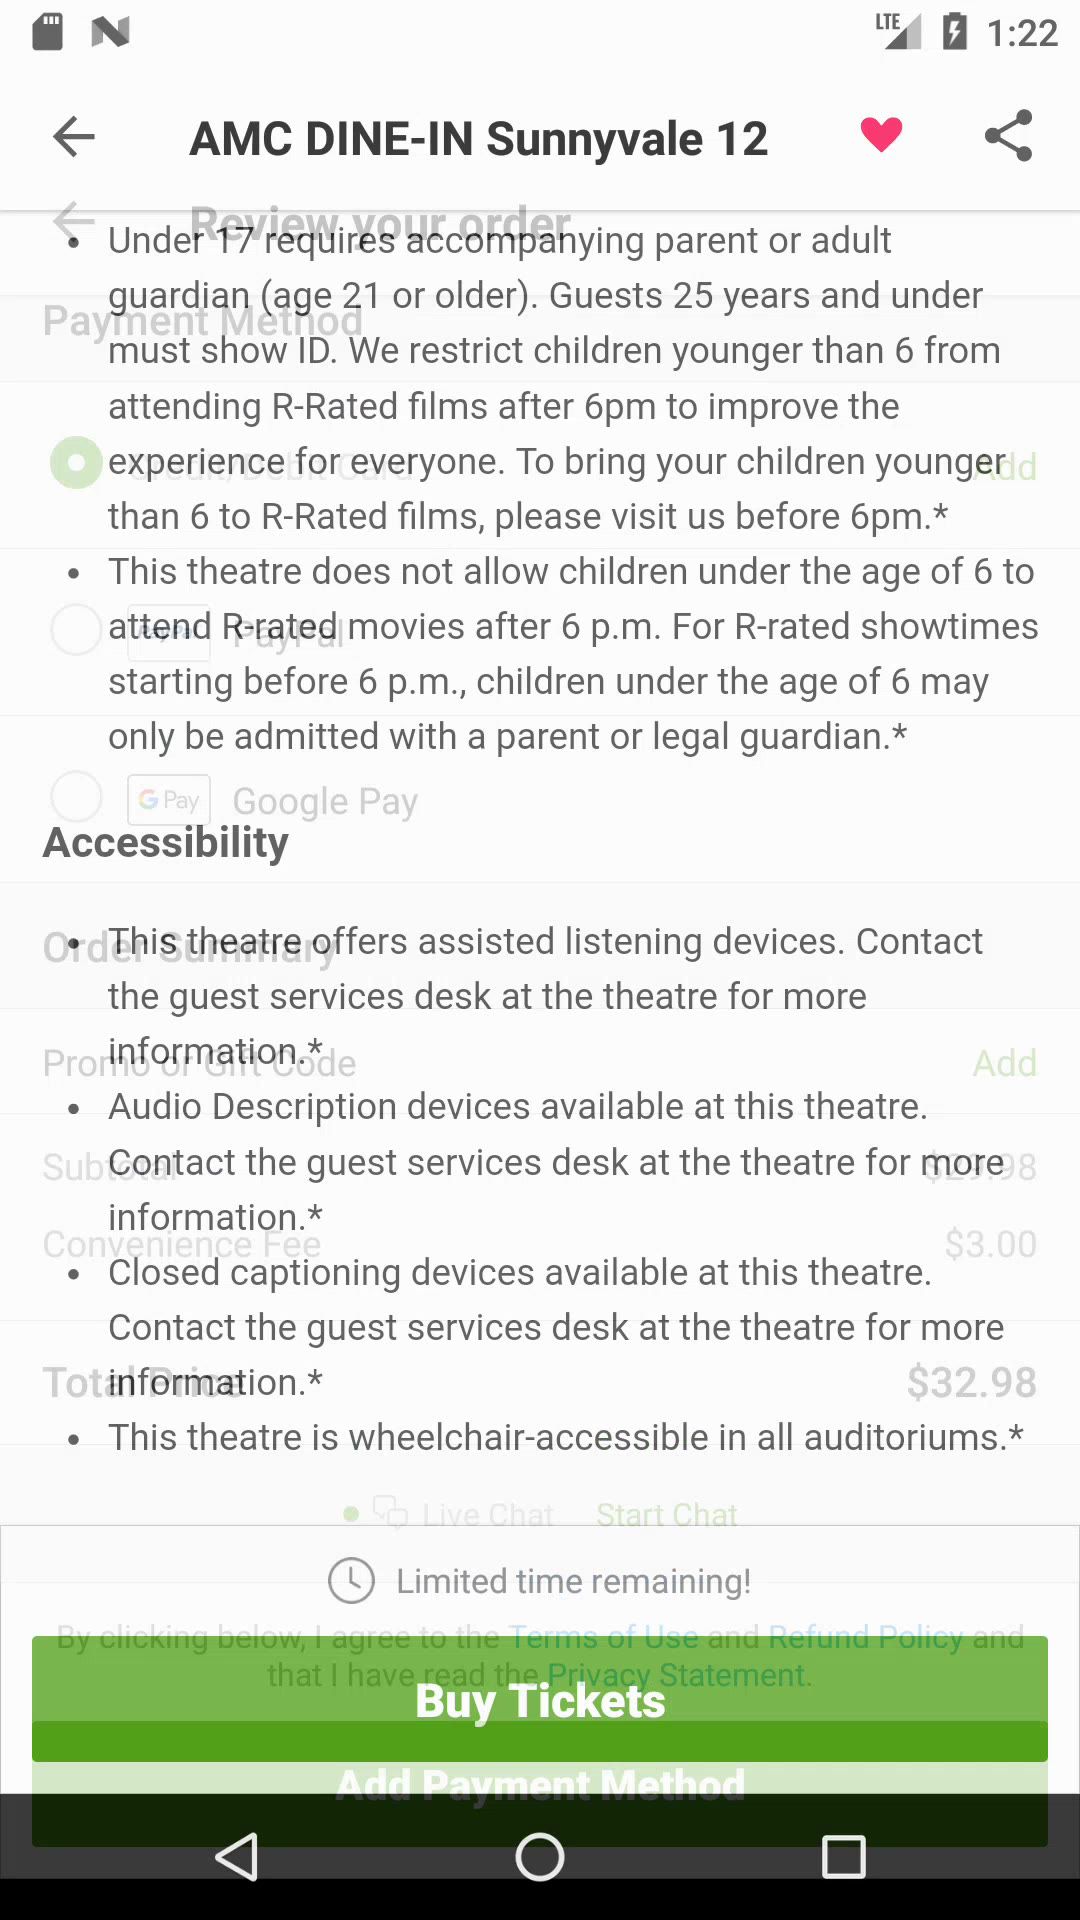 LTE 1:22
AMC DINE-IN Sunnyvale 12
Review your order
• Under 17 requires accompanying parent or adult
guardian (age 21 or older). Guests 25 years and under
Payment Method
must show ID. We restrict children younger than 6 from
attending R-Rated films after 6pm to improve the
experience for everyone. To bring your children younger
Credit/Debit Card Add
than 6 to R-Rated films, please visit us before 6pm.*
• This theatre does not allow children under the age of 6 to
attend R-rated movies after 6 p.m. For R-rated showtimes
PayPal PayPal
starting before 6 p.m., children under the age of 6 may
only be admitted with a parent or legal guardian.*
G Pay Google Pay
Accessibility
• This theatre offers assisted listening devices. Contact
Order Summary
the guest services desk at the theatre for more
information.*
Promo or Gift Code Add
• Audio Description devices available at this theatre.
Contact the guest services desk at the theatre for more
Subtotal $29.98
information.*
Convenience Fee $3.00
• Closed captioning devices available at this theatre.
Contact the guest services desk at the theatre for more
information.*
Total Price $32.98
• This theatre is wheelchair-accessible in all auditoriums.*
Live Chat Start Chat
Limited time remaining!
By clicking below, I agree to the Terms of Use and Refund Policy and
that I have read the Privacy Statement.
Buy Tickets
Add Payment Method